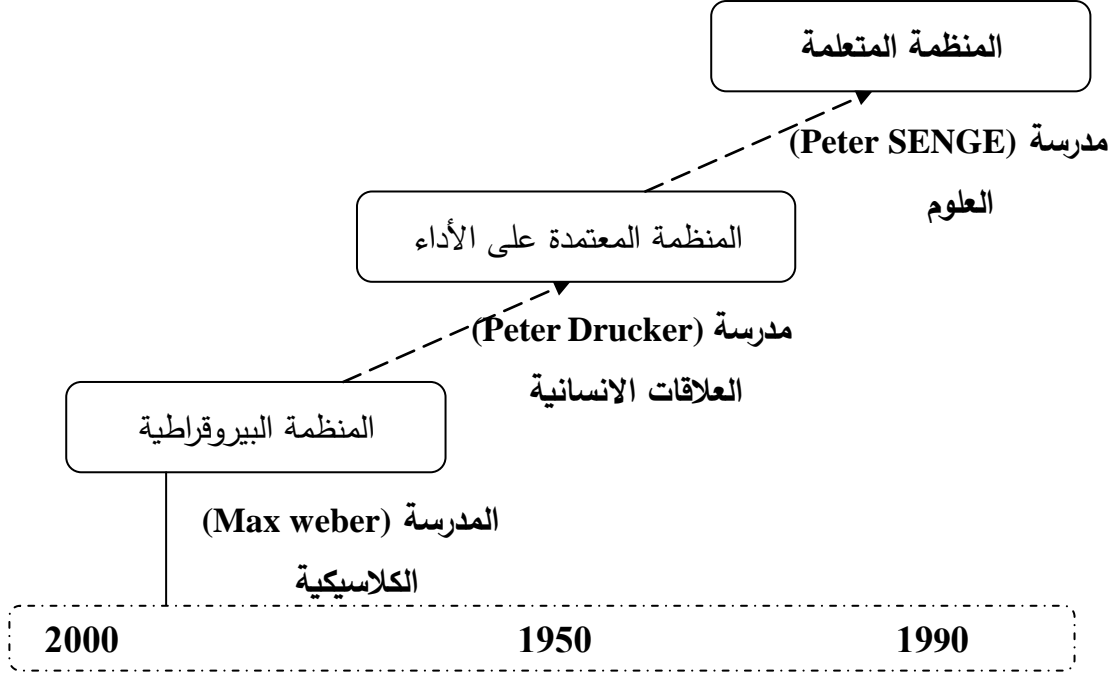 المنظمة المتعلمة
مدرسة (Peter SENGE)
العلوم
المنظمة المعتمدة على الأداء
مدرسة (Peter Drucker)
العلاقات الانسانية
المنظمة البيروقراطية
المدرسة (Max weber)
الكلاسيكية
2000 1950 1990